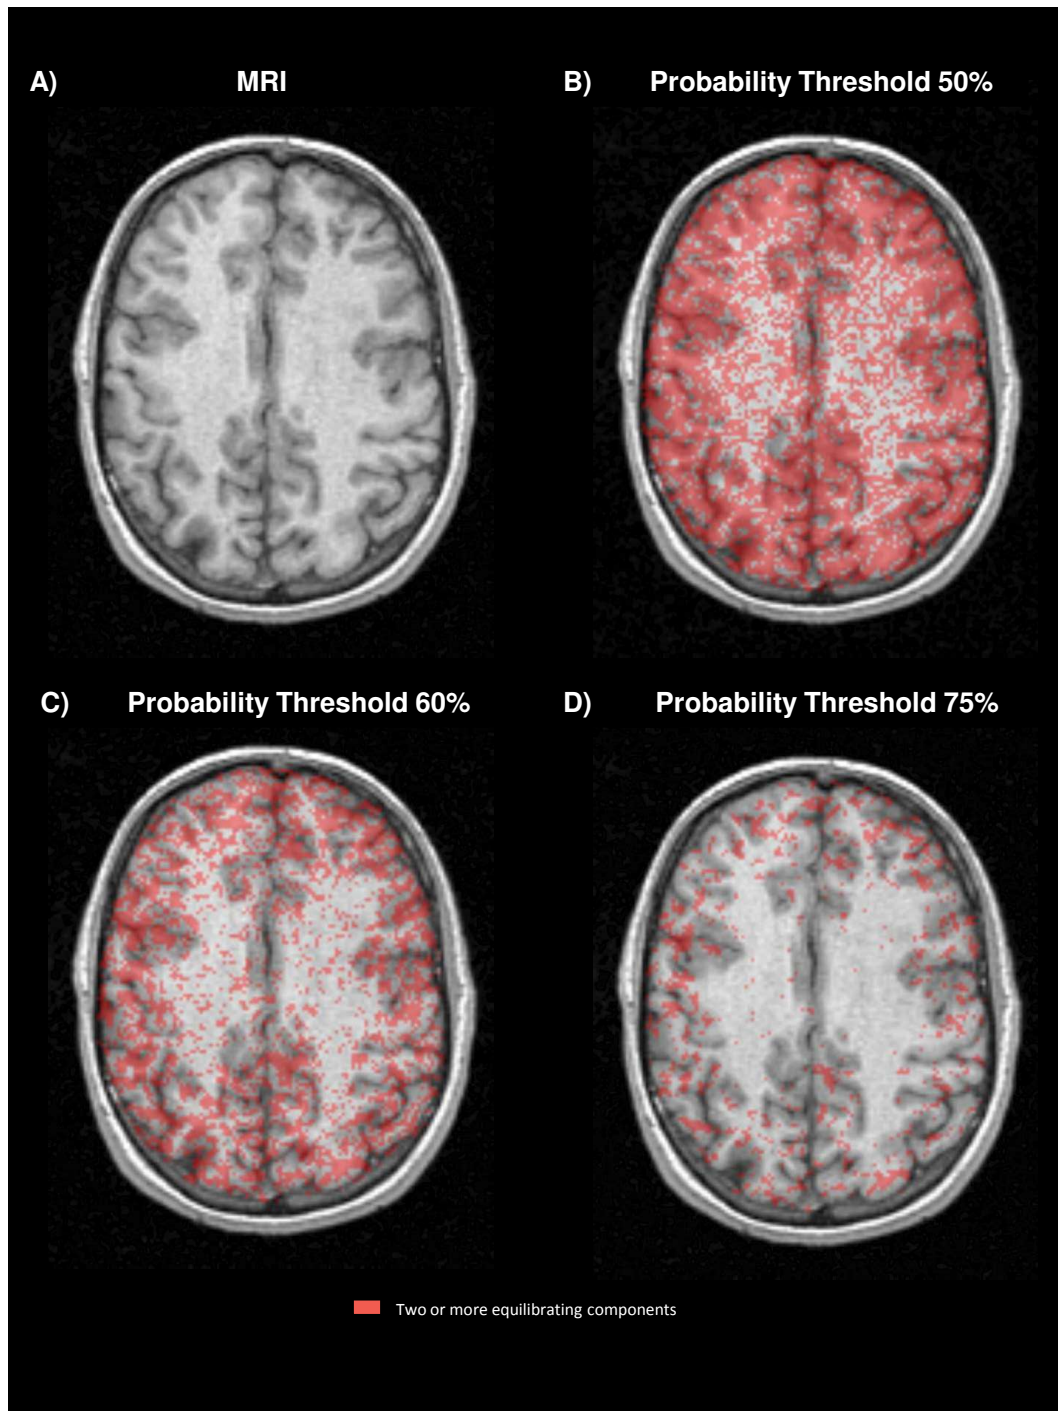 A) MRI
B) Probability Threshold 50%
C) Probability Threshold 60%
D) Probability Threshold 75%
Two or more equilibrating components